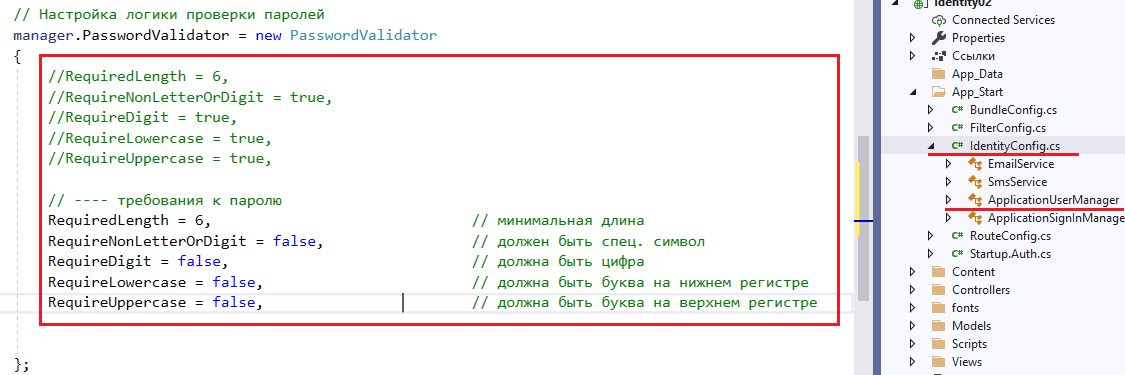 // Настройка логики проверки паролей
manager.PasswordValidator = new PasswordValidator
{
//RequiredLength = 6,
//RequireNonLetterOrDigit = true,
//RequireDigit = true,
//RequireLowercase = true,
//RequireUppercase = true,
// ---- требования к паролю
RequiredLength = 6, // минимальная длина
RequireNonLetterOrDigit = false, // должен быть спец. символ
RequireDigit = false, // должна быть цифра
RequireLowercase = false, // должна быть буква на нижнем регистре
RequireUppercase = false, // должна быть буква на верхнем регистре
};
Identity02
Connected Services
Properties
Ссылки
App_Data
App_Start
C# BundleConfig.cs
C# FilterConfig.cs
C# IdentityConfig.cs
EmailService
SmsService
ApplicationUserManager
ApplicationSignInManage
C# RouteConfig.cs
C# Startup.Auth.cs
Content
Controllers
fonts
Models
Scripts
Views